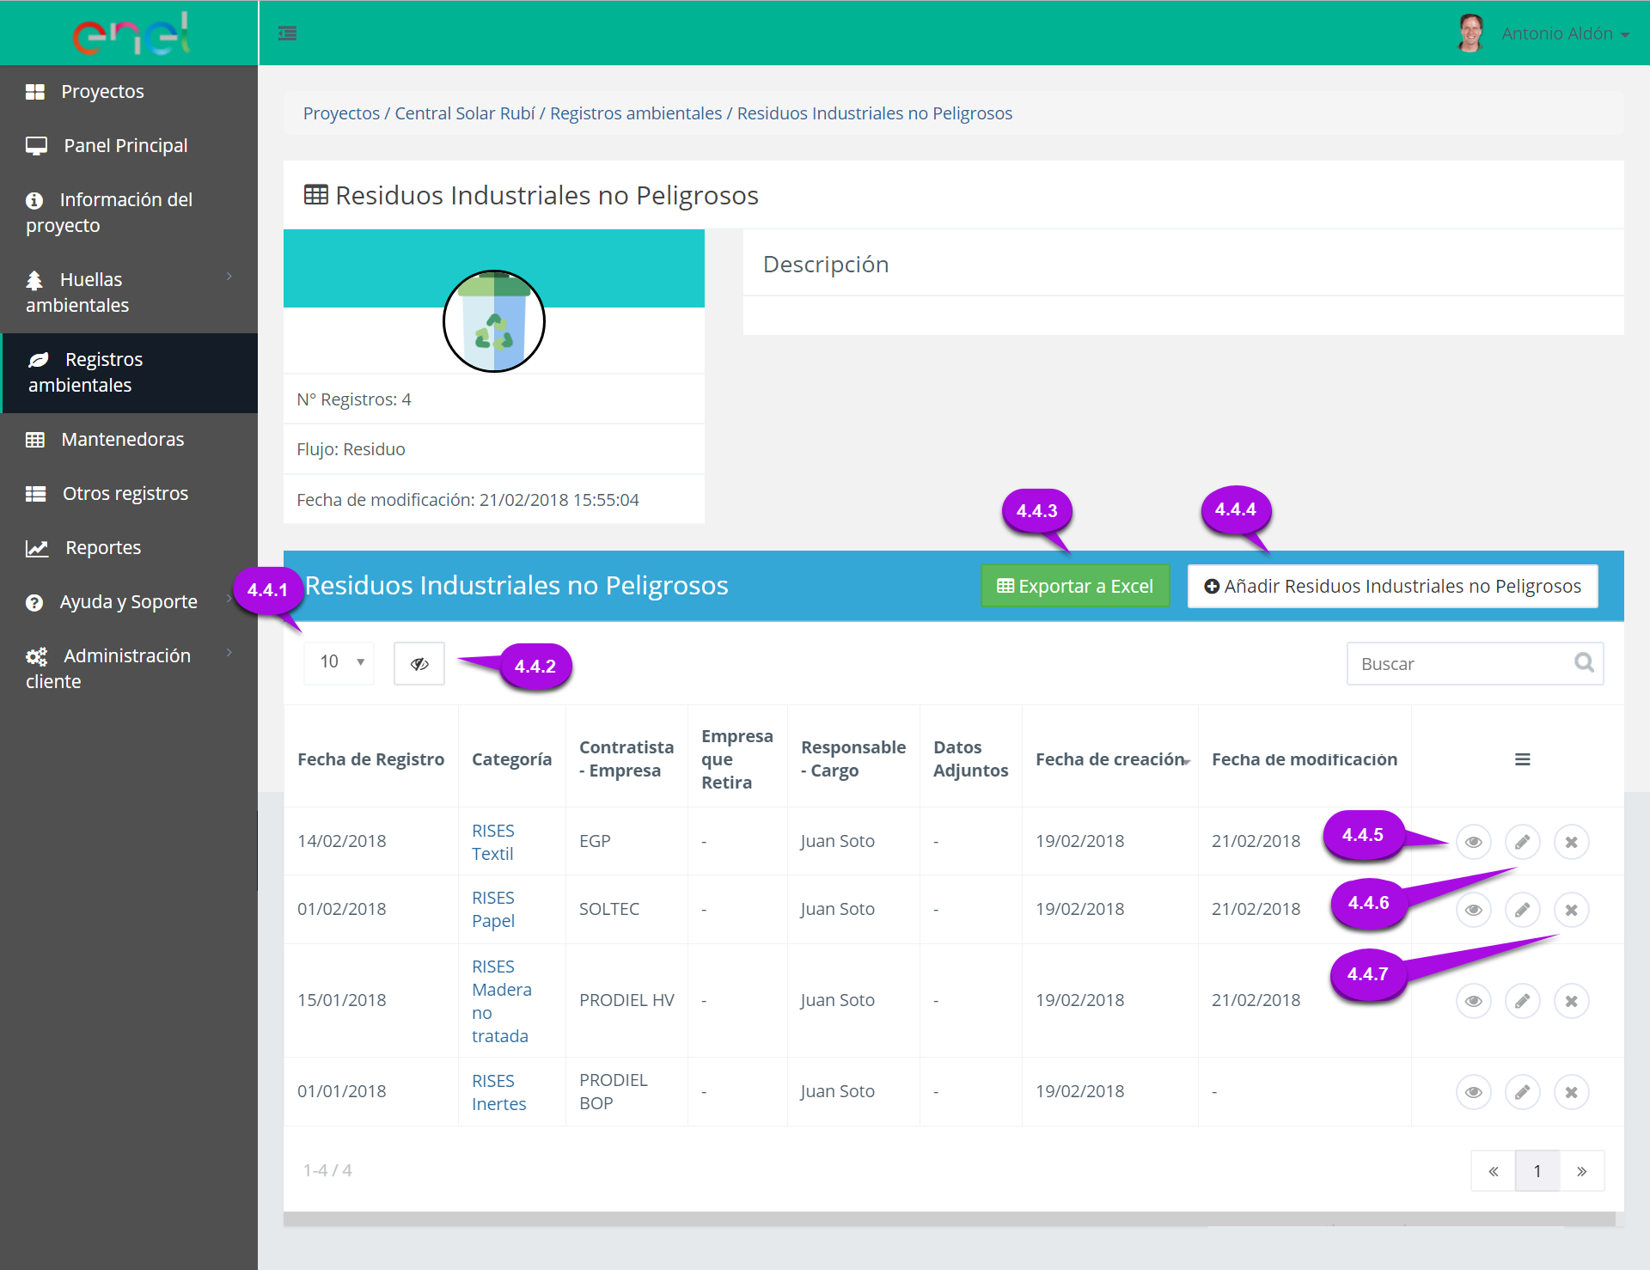 enel
Antonio Aldón
Proyectos
Panel Principal
Información del
proyecto
Huellas
ambientales
Registros
ambientales
Mantenedoras
Otros registros
Reportes
Ayuda y Soporte
Administración
cliente
Proyectos / Central Solar Rubí / Registros ambientales / Residuos Industriales no Peligrosos
Residuos Industriales no Peligrosos
Descripción
N° Registros: 4
Flujo: Residuo
Fecha de modificación: 21/02/2018 15:55:04
4.4.3
4.4.4
4.4.1
Residuos Industriales no Peligrosos
Exportar a Excel
Añadir Residuos Industriales no Peligrosos
10
4.4.2
Buscar
Fecha de Registro
Categoría
Contratista
- Empresa
Empresa
que
Retira
Responsable
- Cargo
Datos
Adjuntos
Fecha de creación
Fecha de modificación
14/02/2018
RISES
Textil
EGP
-
Juan Soto
-
19/02/2018
21/02/2018
4.4.5
01/02/2018
RISES
Papel
SOLTEC
-
Juan Soto
-
19/02/2018
21/02/2018
4.4.6
15/01/2018
RISES
Madera
no
tratada
PRODIEL HV
-
Juan Soto
-
19/02/2018
21/02/2018
4.4.7
01/01/2018
RISES
Inertes
PRODIEL
BOP
-
Juan Soto
-
19/02/2018
-
1-4 / 4
«
1
»